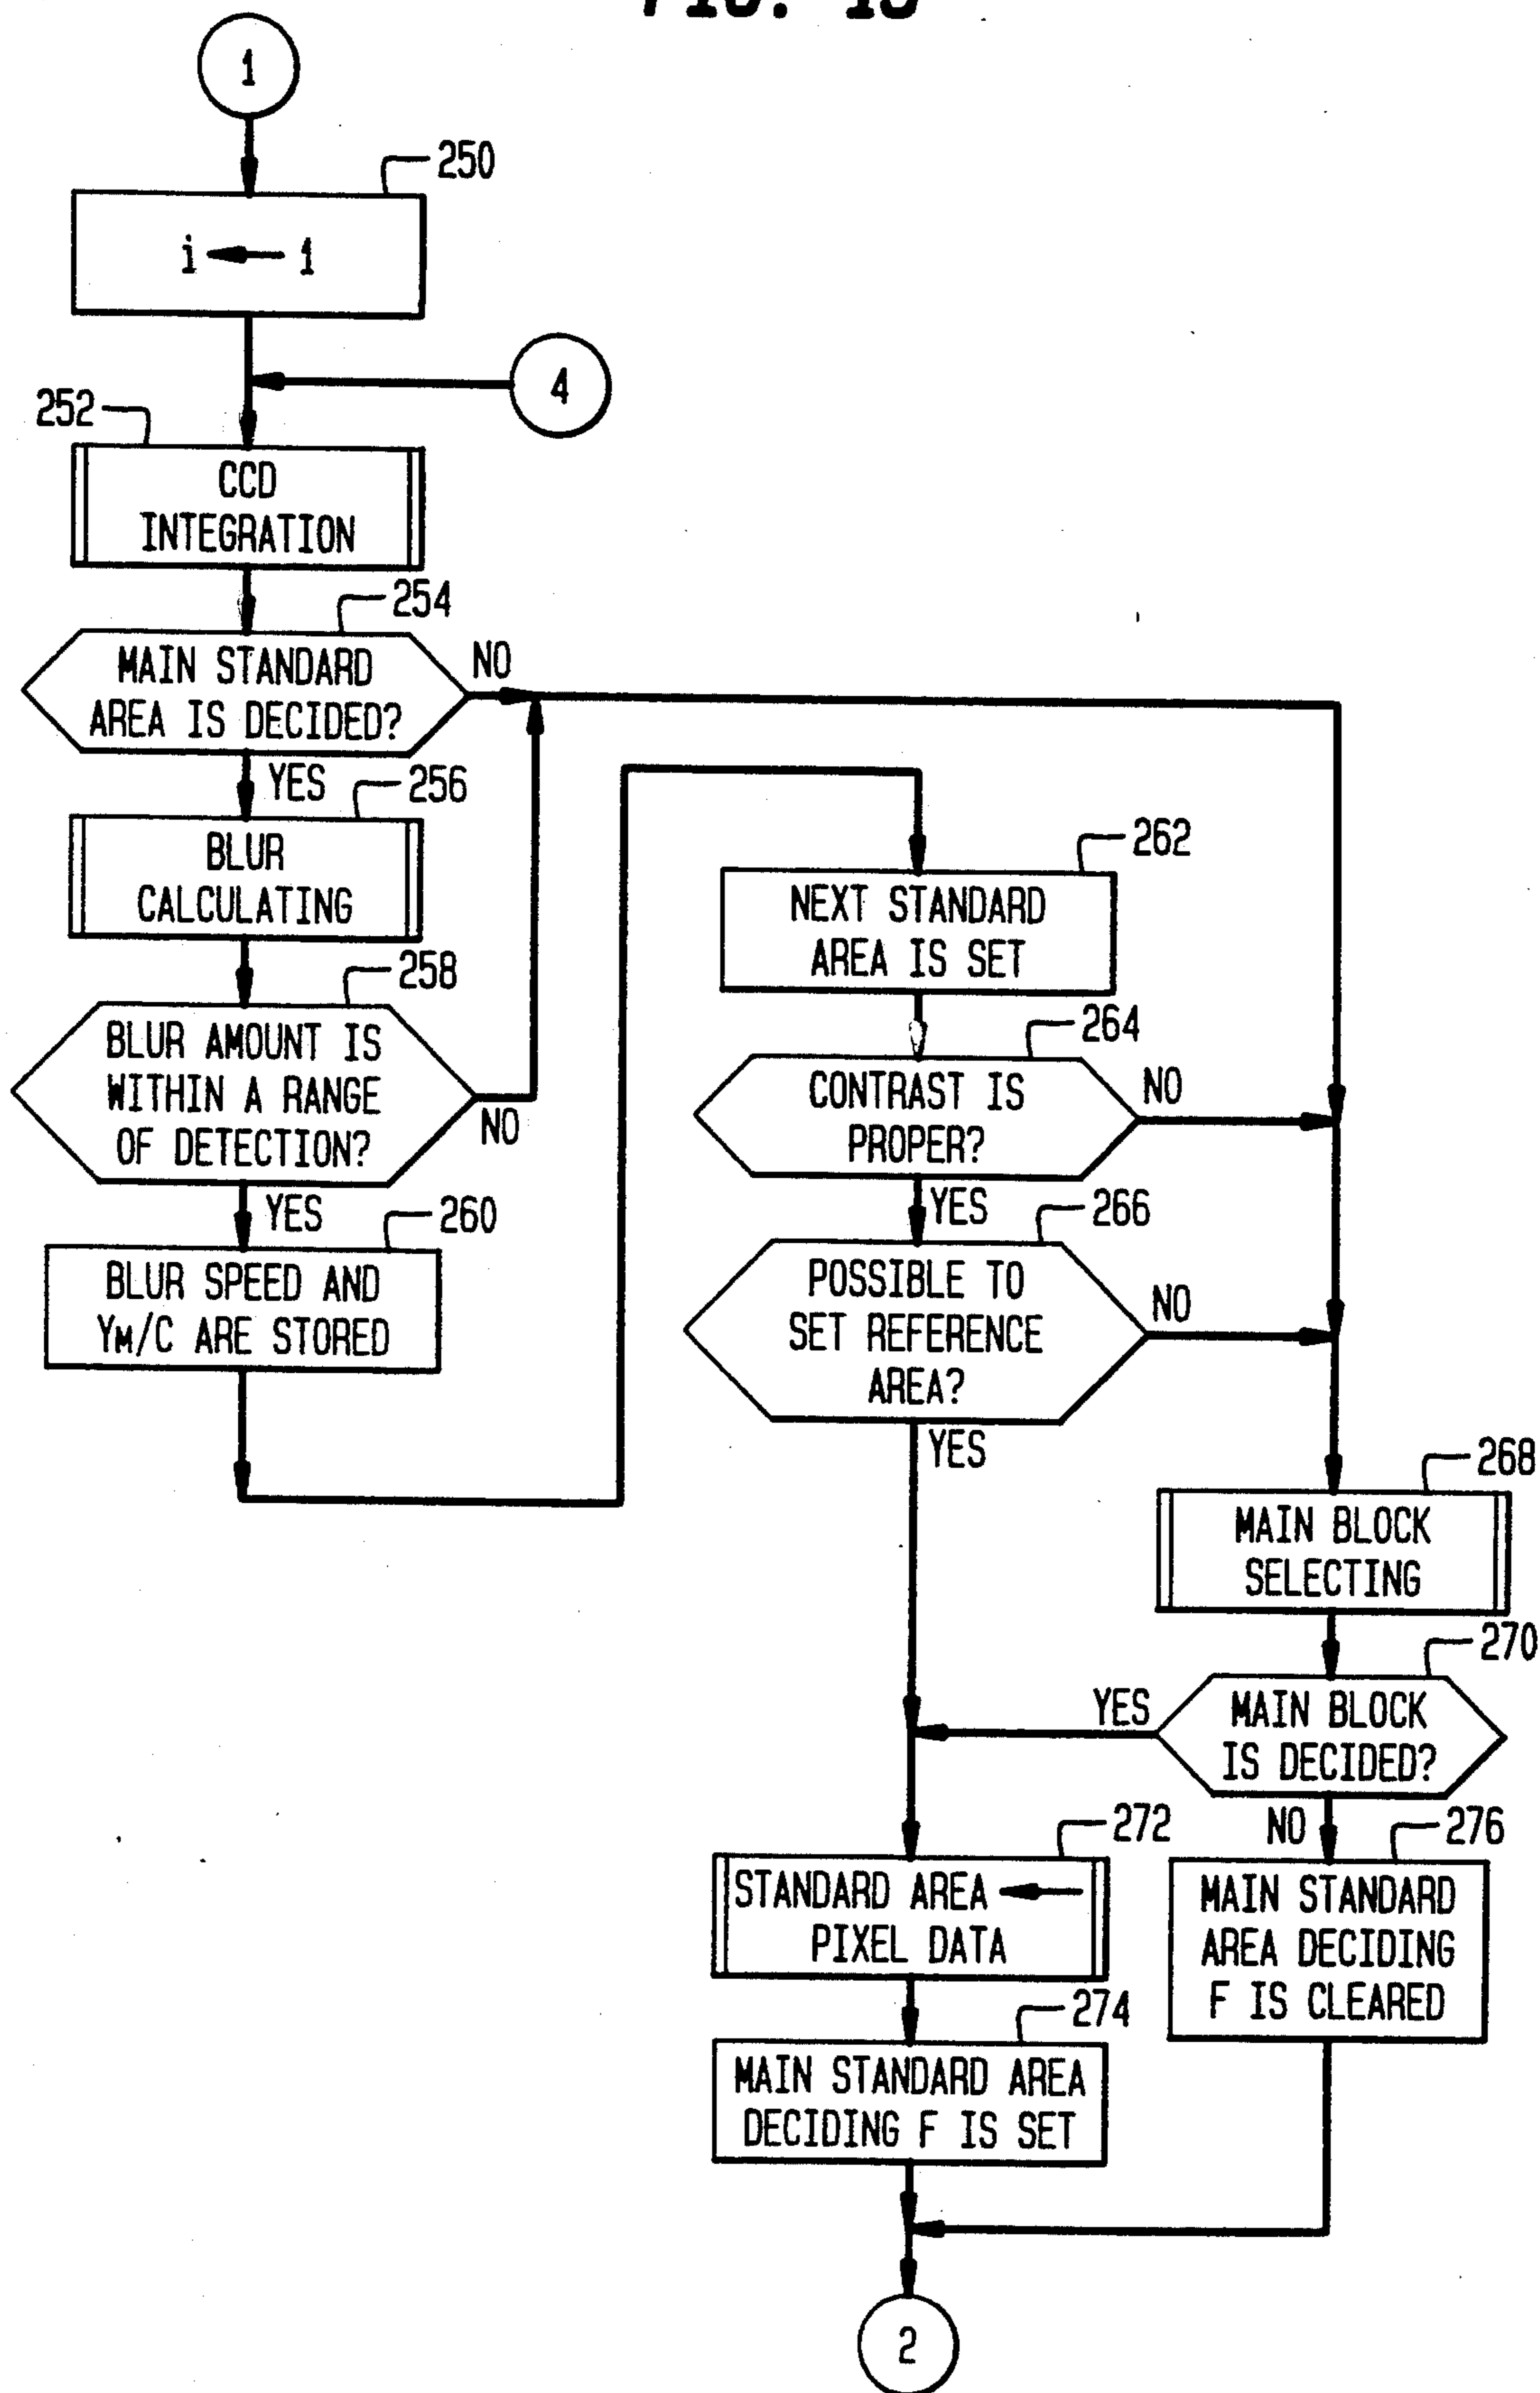 FIG. 13
1
250
i ← 1
4
252
CCD
INTEGRATION
254
MAIN STANDARD
AREA IS DECIDED?
NO
YES
256
BLUR
CALCULATING
258
BLUR AMOUNT IS
WITHIN A RANGE
OF DETECTION?
NO
YES
260
BLUR SPEED AND
YM/C ARE STORED
262
NEXT STANDARD
AREA IS SET
264
CONTRAST IS
PROPER?
NO
YES
266
POSSIBLE TO
SET REFERENCE
AREA?
NO
YES
268
MAIN BLOCK
SELECTING
270
MAIN BLOCK
IS DECIDED?
YES
NO
272
STANDARD AREA ←
PIXEL DATA
274
MAIN STANDARD AREA
DECIDING F IS SET
276
MAIN STANDARD
AREA DECIDING
F IS CLEARED
2